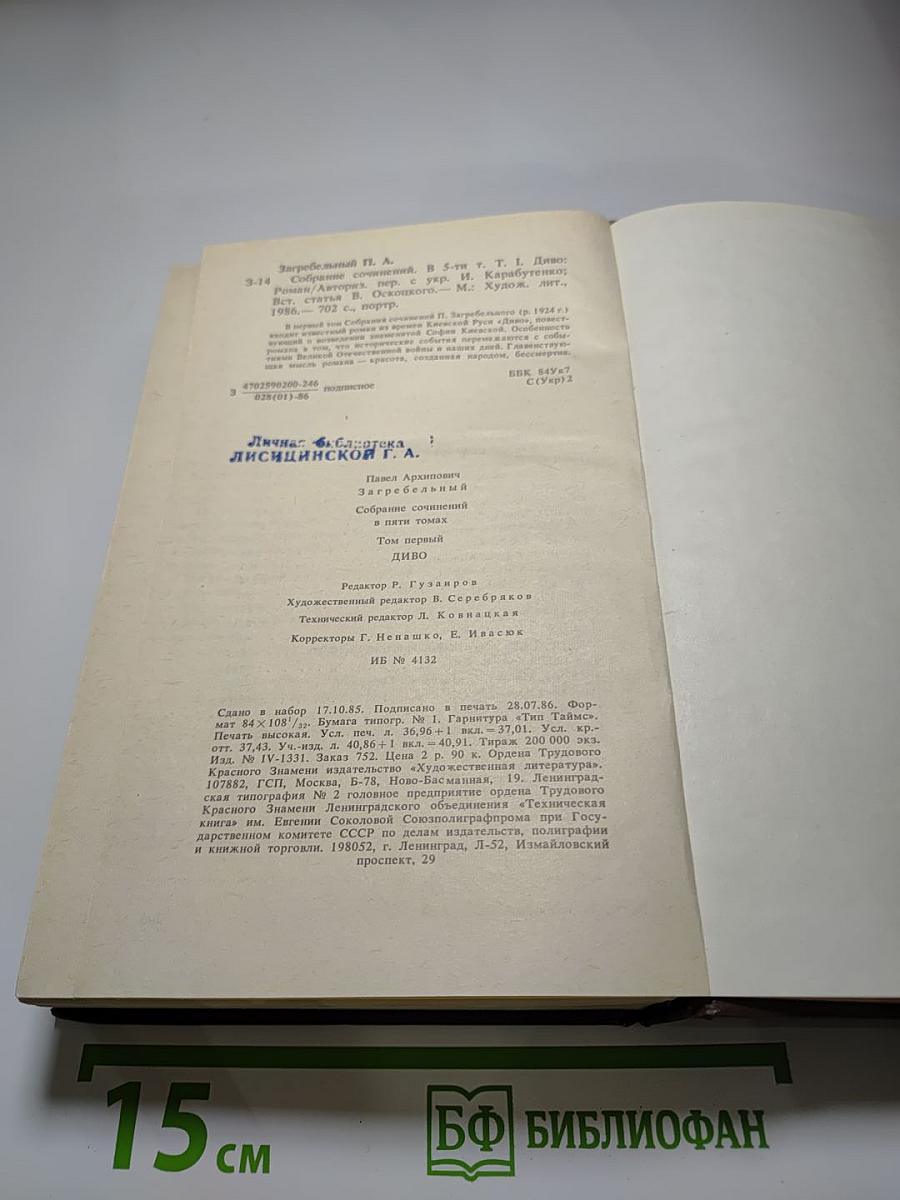 Загребельный П. А.
З-14 Собрание сочинений. В 5-ти т. Т. I. Диво:
Роман/Авториз. пер. с укр. И. Карабутенко;
Вст. статья В. Оскоцкого.— М.: Худож. лит.,
1986.— 702 с., портр.
В первый том Собрания сочинений П. Загребельного (р. 1924 г.)
входит известный роман из времен Киевской Руси «Диво», повест-
вующий о возведении знаменитой Софии Киевской. Особенность
романа в том, что исторические события перемежаются с собы-
тиями Великой Отечественной войны и наших дней. Главенствую-
щая мысль романа — красота, созданная народом, бессмертна.
З 4702590200-246 подписное
028(01)-86
ББК 84Ук7
С(Укр)2
Личная библиотека
ЛИСИЦИНСКОЙ Г. А.
Павел Архипович
Загребельный
Собрание сочинений
в пяти томах
Том первый
ДИВО
Редактор Р. Гузаиров
Художественный редактор В. Серебряков
Технический редактор Л. Ковнацкая
Корректоры Г. Ненашко, Е. Ивасюк
ИБ № 4132
Сдано в набор 17.10.85. Подписано в печать 28.07.86. Фор-
мат 84×108¹/₃₂. Бумага типогр. № 1. Гарнитура «Тип Таймс».
Печать высокая. Усл. печ. л. 36,96+1 вкл.=37,01. Усл. кр.-
отт. 37,43. Уч.-изд. л. 40,86+1 вкл.=40,91. Тираж 200 000 экз.
Изд. № IV-1331. Заказ 752. Цена 2 р. 90 к. Ордена Трудового
Красного Знамени издательство «Художественная литература».
107882, ГСП, Москва, Б-78, Ново-Басманная, 19. Ленинград-
ская типография № 2 головное предприятие ордена Трудового
Красного Знамени Ленинградского объединения «Техническая
книга» им. Евгении Соколовой Союзполиграфпрома при Госу-
дарственном комитете СССР по делам издательств, полиграфии
и книжной торговли. 198052, г. Ленинград, Л-52, Измайловский
проспект, 29
15 см
БФ БИБЛИОФАН